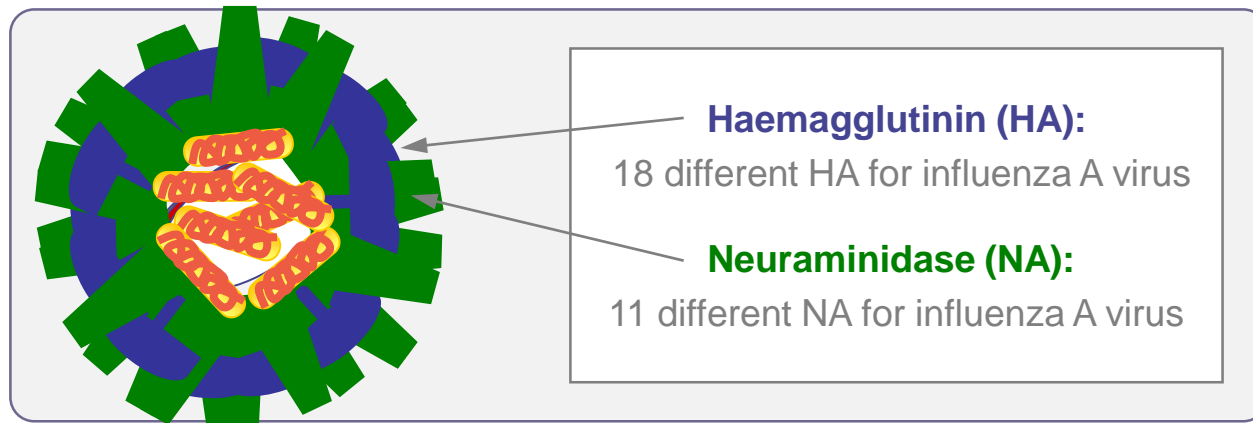 Haemagglutinin (HA):
18 different HA for influenza A virus
Neuraminidase (NA):
11 different NA for influenza A virus